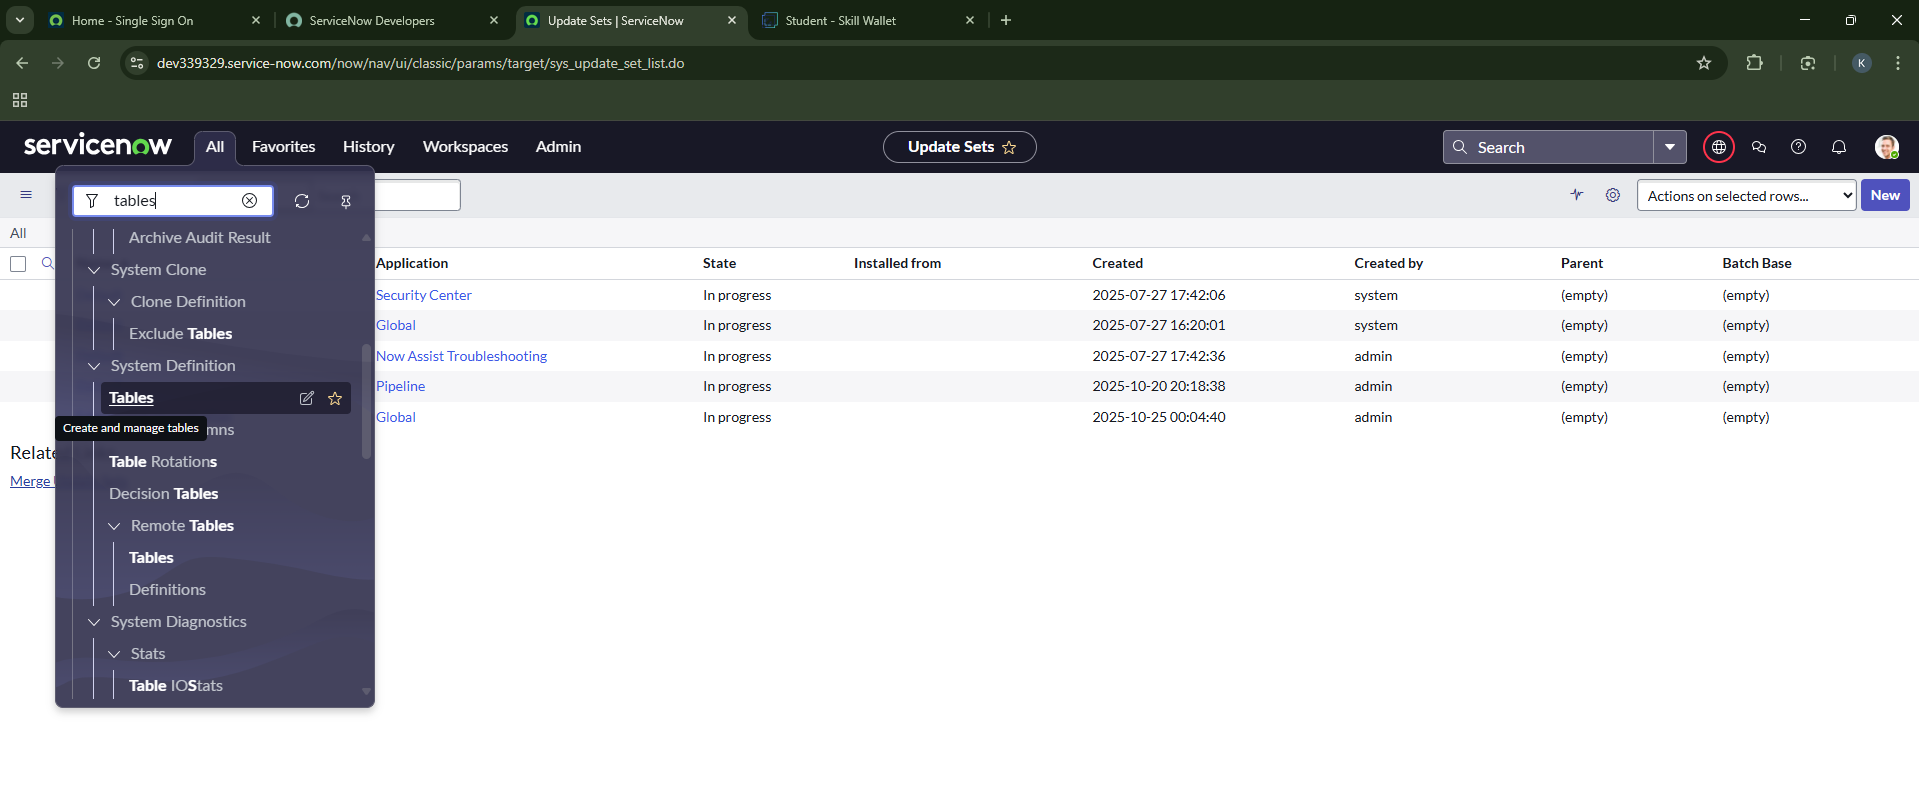 Home - Single Sign On
ServiceNow Developers
Update Sets | ServiceNow
Student - Skill Wallet
dev339329.service-now.com/now/nav/ui/classic/params/target/sys_update_set_list.do
K
servicenow
All
Favorites
History
Workspaces
Admin
Update Sets
Search
tables
Actions on selected rows...
New
All
Archive Audit Result
System Clone
Clone Definition
Exclude Tables
System Definition
Tables
Create and manage tables
mns
Table Rotations
Decision Tables
Remote Tables
Tables
Definitions
System Diagnostics
Stats
Table IOStats
Application State Installed from Created Created by Parent Batch Base
Security Center In progress 2025-07-27 17:42:06 system (empty) (empty)
Global In progress 2025-07-27 16:20:01 system (empty) (empty)
Now Assist Troubleshooting In progress 2025-07-27 17:42:36 admin (empty) (empty)
Pipeline In progress 2025-10-20 20:18:38 admin (empty) (empty)
Global In progress 2025-10-25 00:04:40 admin (empty) (empty)
Relate
Merge